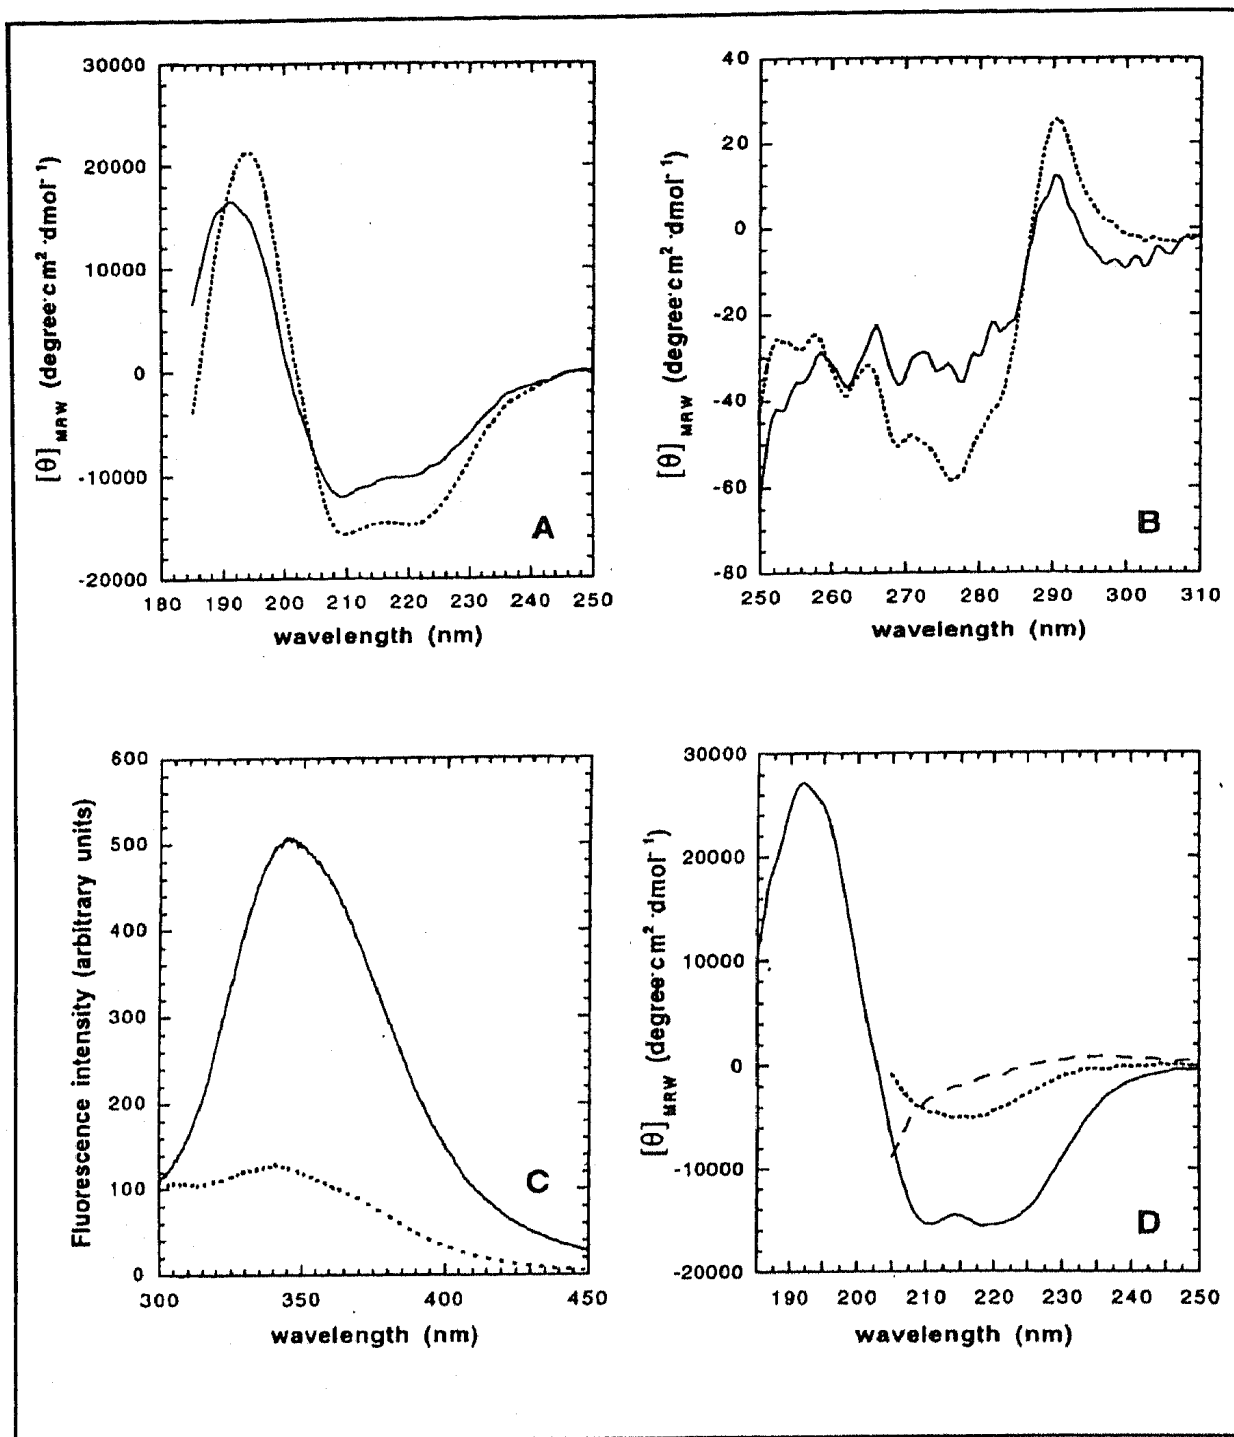 30000
20000
10000
0
-10000
-20000
180 190 200 210 220 230 240 250
wavelength (nm)
[θ]MRW (degree·cm² ·dmol⁻¹)
A
40
20
0
-20
-40
-60
-80
250 260 270 280 290 300 310
wavelength (nm)
[θ]MRW (degree·cm² ·dmol⁻¹)
B
600
500
400
300
200
100
0
300 350 400 450
wavelength (nm)
Fluorescence intensity (arbitrary units)
C
30000
20000
10000
0
-10000
-20000
190 200 210 220 230 240 250
wavelength (nm)
[θ]MRW (degree·cm² ·dmol⁻¹)
D